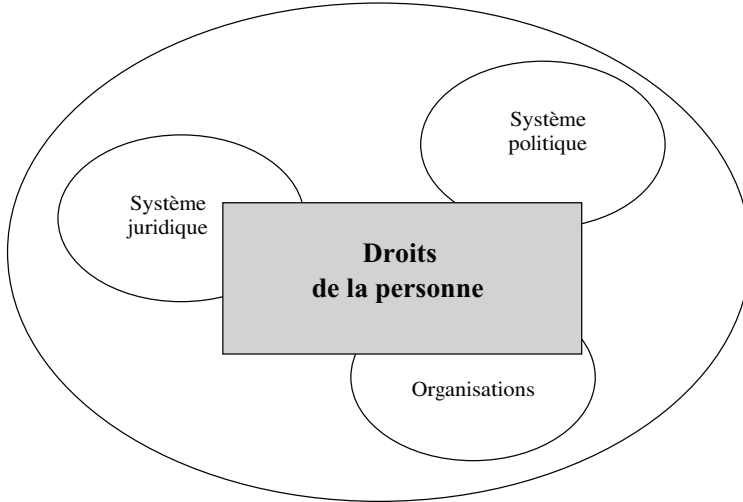 Système
politique
Système
juridique
Droits
de la personne
Organisations